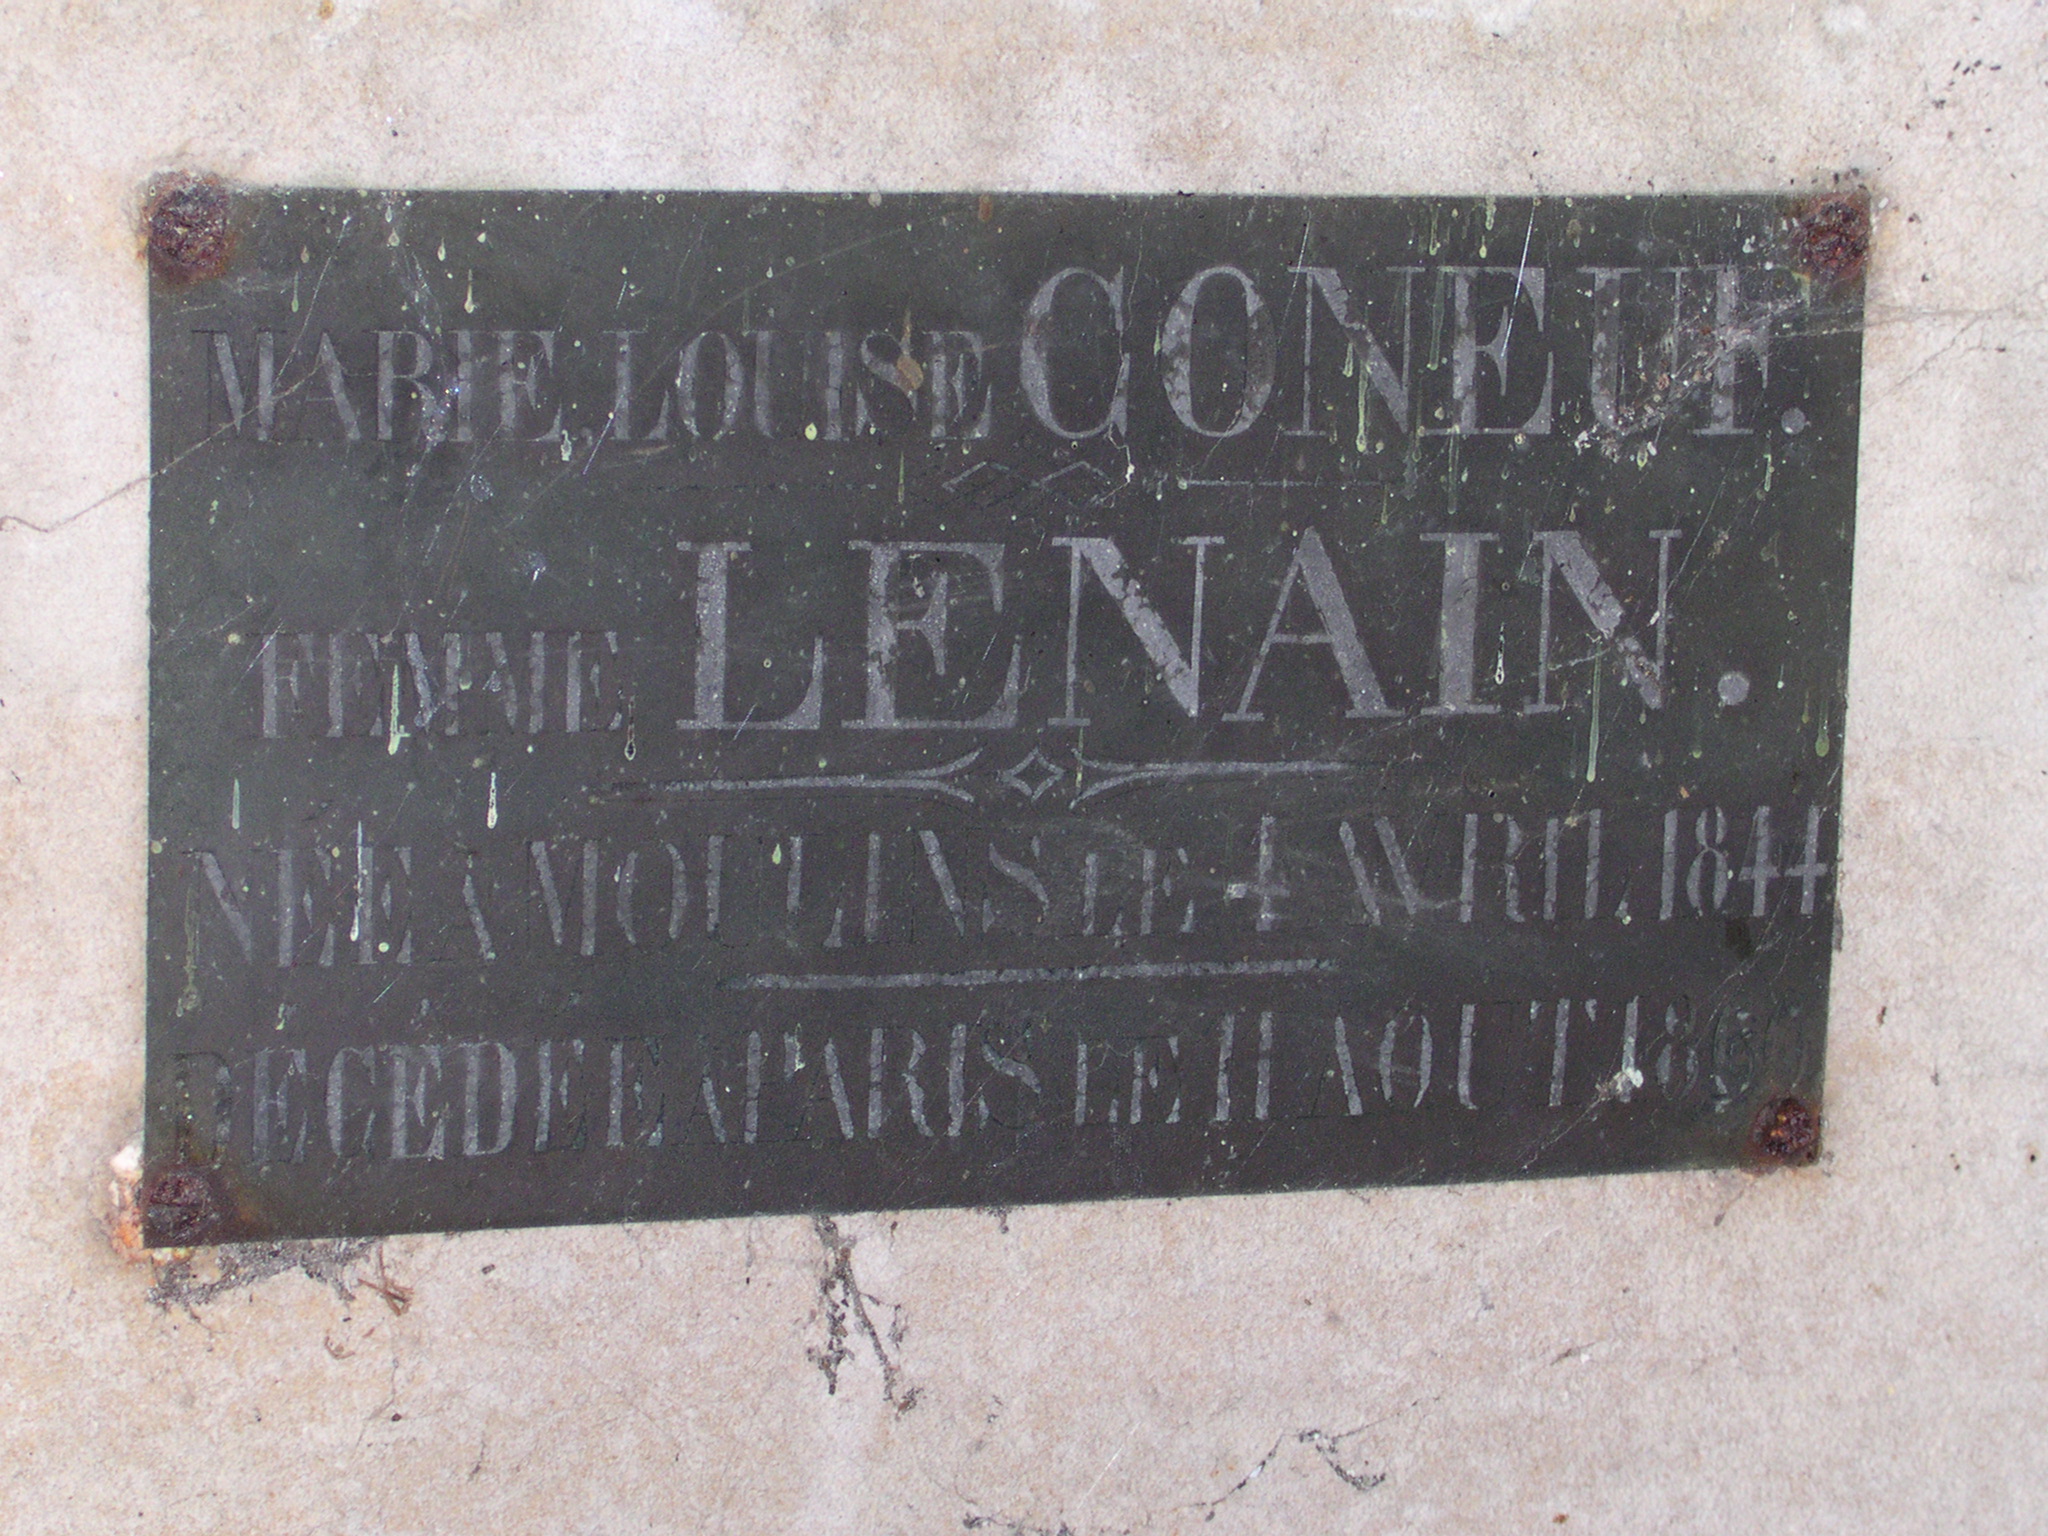 MARIE, LOUISE CONEUF.
FEMME LENAIN.
NÉE A MOULINS LE 4 AVRIL 1844
DÉCÉDÉE A PARIS LE 11 AOUT